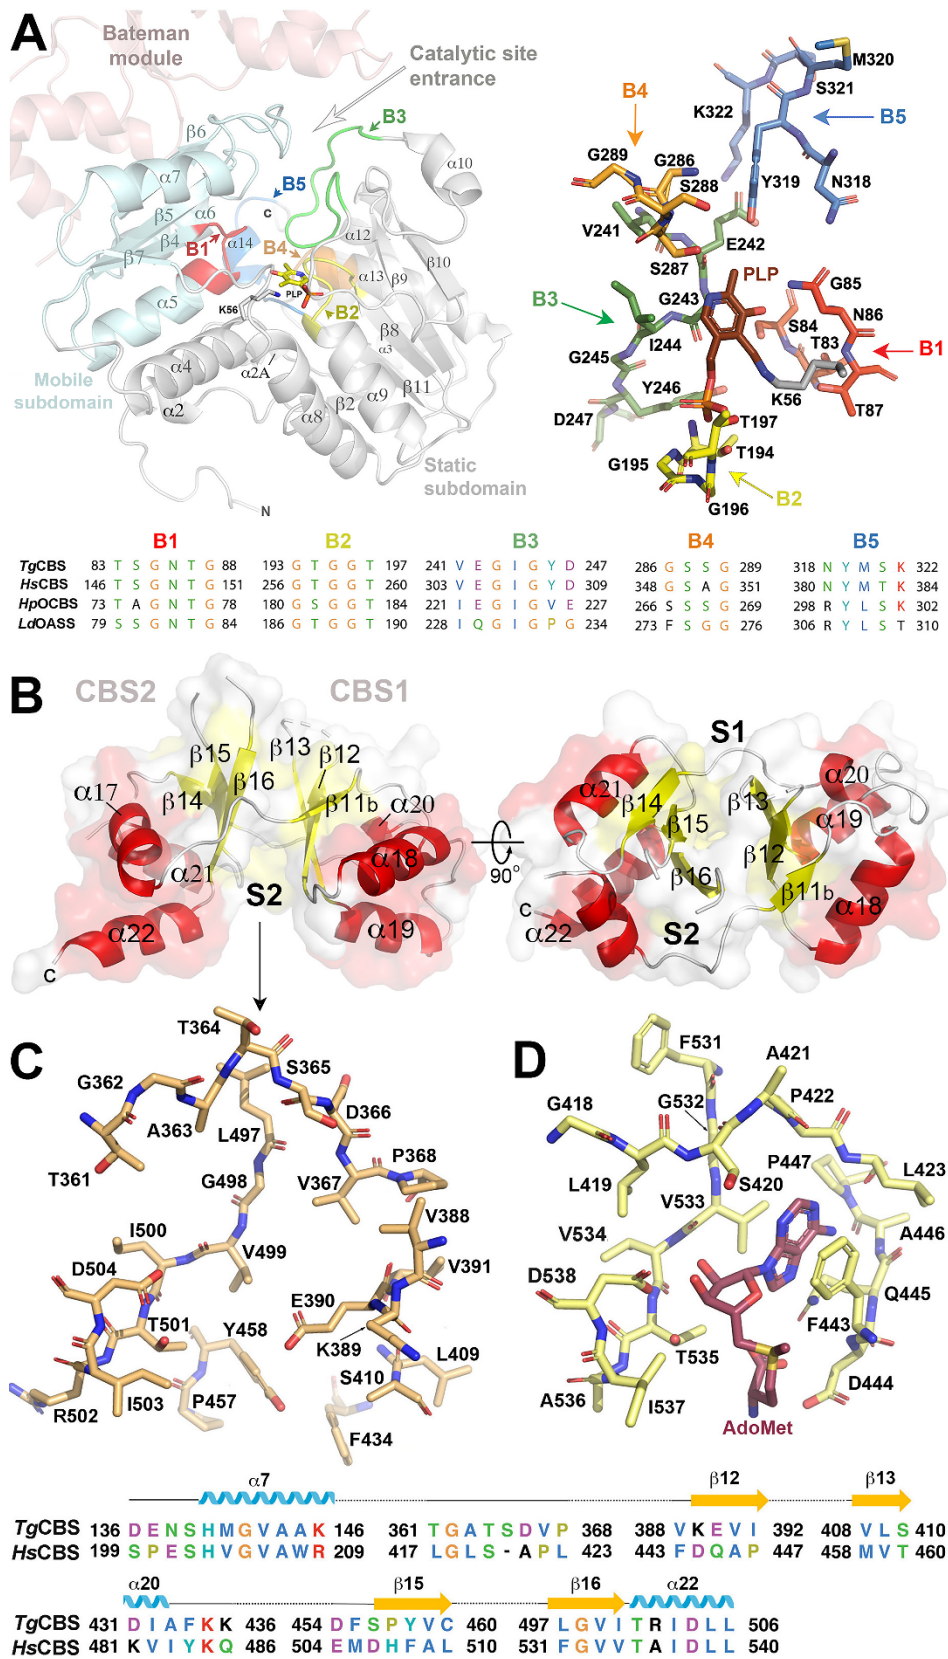 A
Bateman
module
Catalytic site
entrance
B3
β6
α7
α10
B5
β5
α6
C
β4
B1
α14
B4
α12
β7
β10
α13
β9
α5
PLP
K56
B2
β8
α3
Mobile
subdomain
α4
α2A
α2
α8
β2
α9
β11
Static
subdomain
N
M320
S321
B4
K322
B5
G289
G286
S288
Y319
N318
V241
E242
S287
PLP
G85
B3
G243
N86
S84
T83
I244
B1
G245
Y246
K56
D247
T197
T87
G195
T194
B2
G196
B1 B2 B3 B4 B5
TgCBS 83 T S G N T G 88 193 G T G G T 197 241 V E G I G Y D 247 286 G S S G 289 318 N Y M S K 322
HsCBS 146 T S G N T G 151 256 G T G G T 260 303 V E G I G Y D 309 348 G S A G 351 380 N Y M T K 384
HpOCBS 73 T A G N T G 78 180 G S G G T 184 221 I E G I G V E 227 266 S S S G 269 298 R Y L S K 302
LdOASS 79 S S G N T G 84 186 G T G G T 190 228 I Q G I G P G 234 273 F S G G 276 306 R Y L S T 310
B
CBS2
CBS1
β15
β13
β12
β16
α17
β14
β11b
α20
α18
α21
S2
α22
α19
C
90°
S1
α21
β14
β13
α20
β15
α19
β12
β16
β11b
C
α22
S2
α18
C
T364
S365
G362
D366
A363
L497
P368
T361
G498
V367
V388
I500
V499
D504
V391
E390
T501
Y458
K389
L409
S410
R502
I503
P457
F434
D
F531
A421
G532
P422
G418
P447
L423
L419
S420
V533
V534
A446
D538
Q445
F443
T535
D444
A536
I537
AdoMet
α7 β12 β13
TgCBS 136 D E N S H M G V A A K 146 361 T G A T S D V P 368 388 V K E V I 392 408 V L S 410
HsCBS 199 S P E S H V G V A W R 209 417 L G L S - A P L 423 443 F D Q A P 447 458 M V T 460
α20 β15 β16 α22
TgCBS 431 D I A F K K 436 454 D F S P Y V C 460 497 L G V I T R I D L L 506
HsCBS 481 K V I Y K Q 486 504 E M D H F A L 510 531 F G V V T A I D L L 540